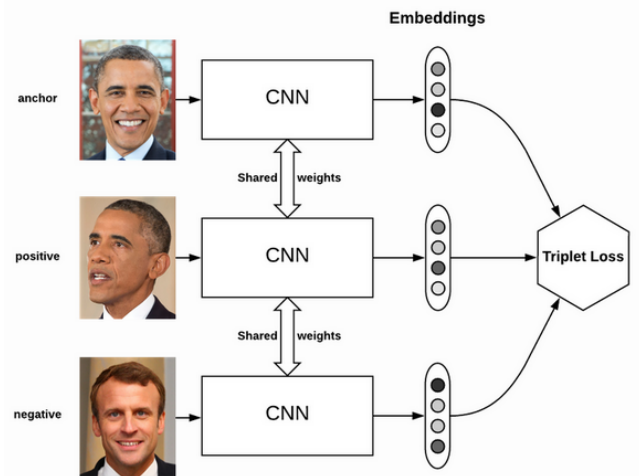 Embeddings
anchor
CNN
Shared weights
positive
CNN
Triplet Loss
Shared weights
negative
CNN